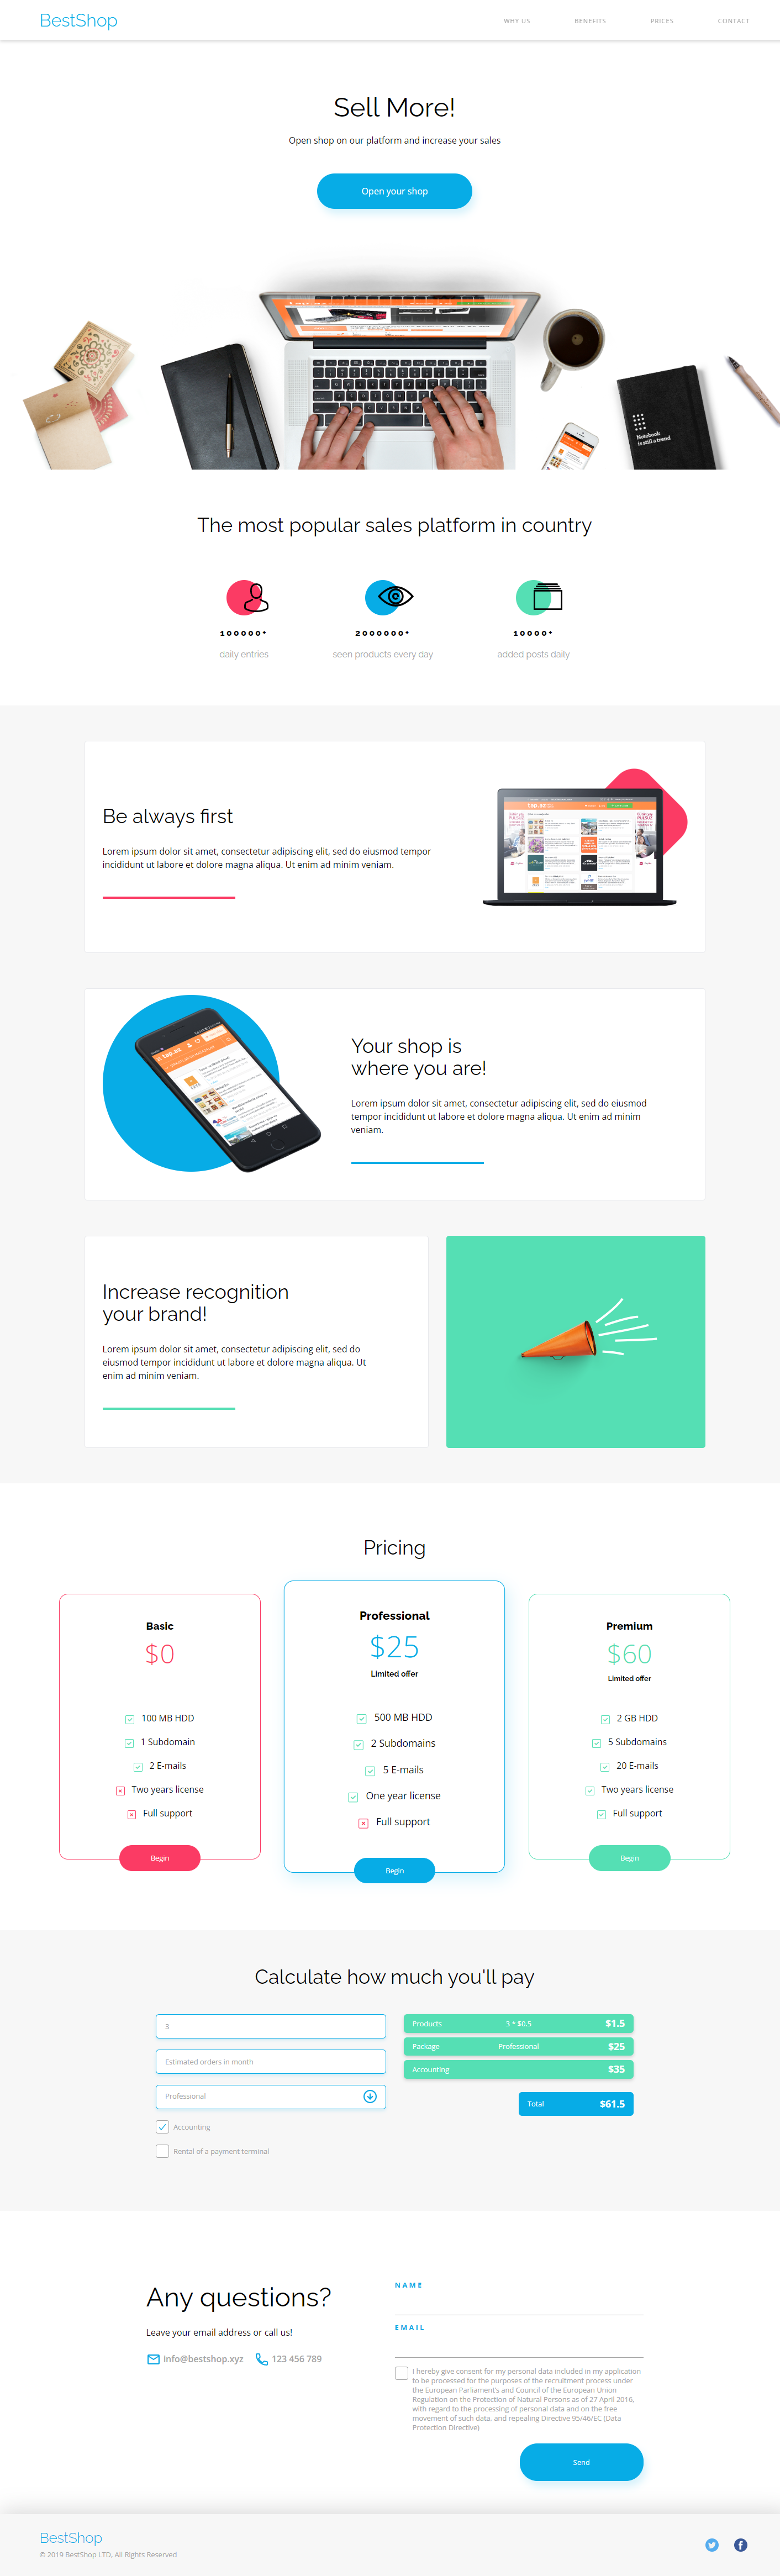 BestShop
WHY US
BENEFITS
PRICES
CONTACT
Sell More!
Open shop on our platform and increase your sales
Open your shop
Notebook
is still a trend
The most popular sales platform in country
100000+
daily entries
2000000+
seen products every day
10000+
added posts daily
Be always first
Lorem ipsum dolor sit amet, consectetur adipiscing elit, sed do eiusmod tempor
incididunt ut labore et dolore magna aliqua. Ut enim ad minim veniam.
tap.az
tap.az
Your shop is
where you are!
Lorem ipsum dolor sit amet, consectetur adipiscing elit, sed do eiusmod
tempor incididunt ut labore et dolore magna aliqua. Ut enim ad minim
veniam.
Increase recognition
your brand!
Lorem ipsum dolor sit amet, consectetur adipiscing elit, sed do
eiusmod tempor incididunt ut labore et dolore magna aliqua. Ut
enim ad minim veniam.
Pricing
Basic
$0
100 MB HDD
1 Subdomain
2 E-mails
Two years license
Full support
Begin
Professional
$25
Limited offer
500 MB HDD
2 Subdomains
5 E-mails
One year license
Full support
Begin
Premium
$60
Limited offer
2 GB HDD
5 Subdomains
20 E-mails
Two years license
Full support
Begin
Calculate how much you'll pay
3
Estimated orders in month
Professional
Accounting
Rental of a payment terminal
Products 3 * $0.5 $1.5
Package Professional $25
Accounting $35
Total $61.5
Any questions?
Leave your email address or call us!
info@bestshop.xyz 123 456 789
NAME
EMAIL
I hereby give consent for my personal data included in my application
to be processed for the purposes of the recruitment process under
the European Parliament's and Council of the European Union
Regulation on the Protection of Natural Persons as of 27 April 2016,
with regard to the processing of personal data and on the free
movement of such data, and repealing Directive 95/46/EC (Data
Protection Directive)
Send
BestShop
© 2019 BestShop LTD, All Rights Reserved